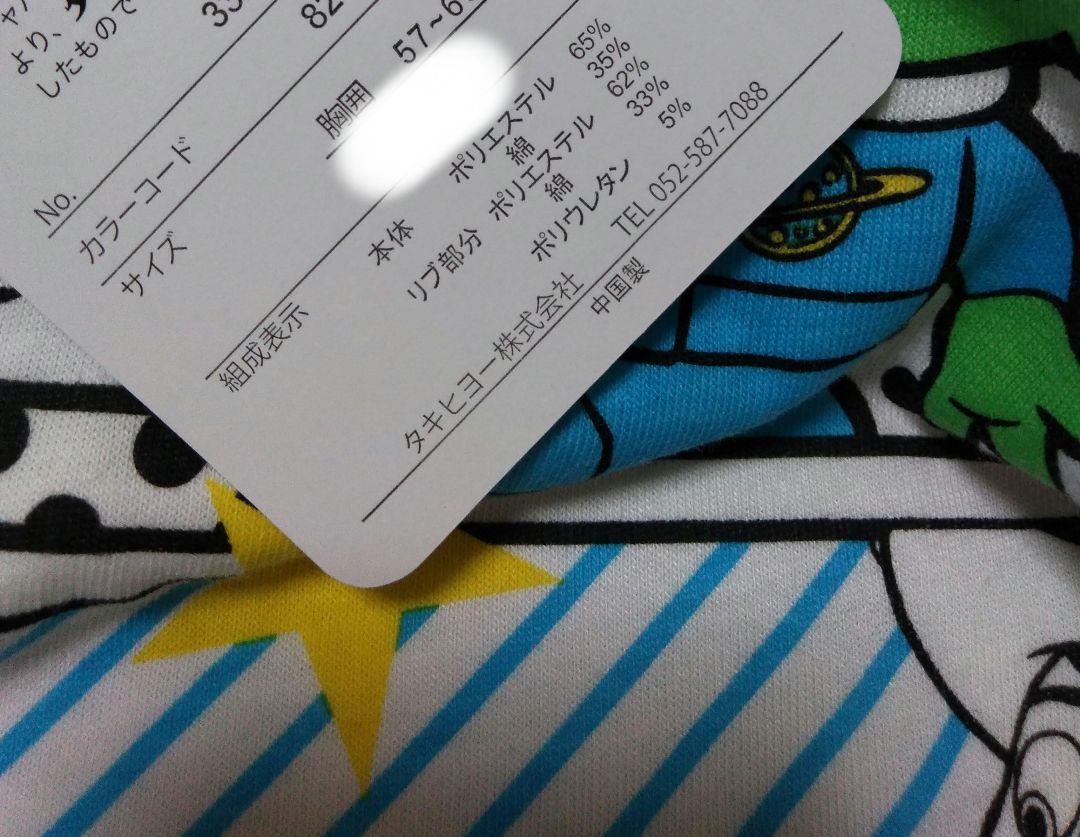 より、
したもので
No.
カラーコード
サイズ
胸囲
組成表示
本体 ポリエステル 65%
綿 35%
リブ部分 ポリエステル 62%
綿 33%
ポリウレタン 5%
タキヒヨー株式会社 TEL 052-587-7088
中国製